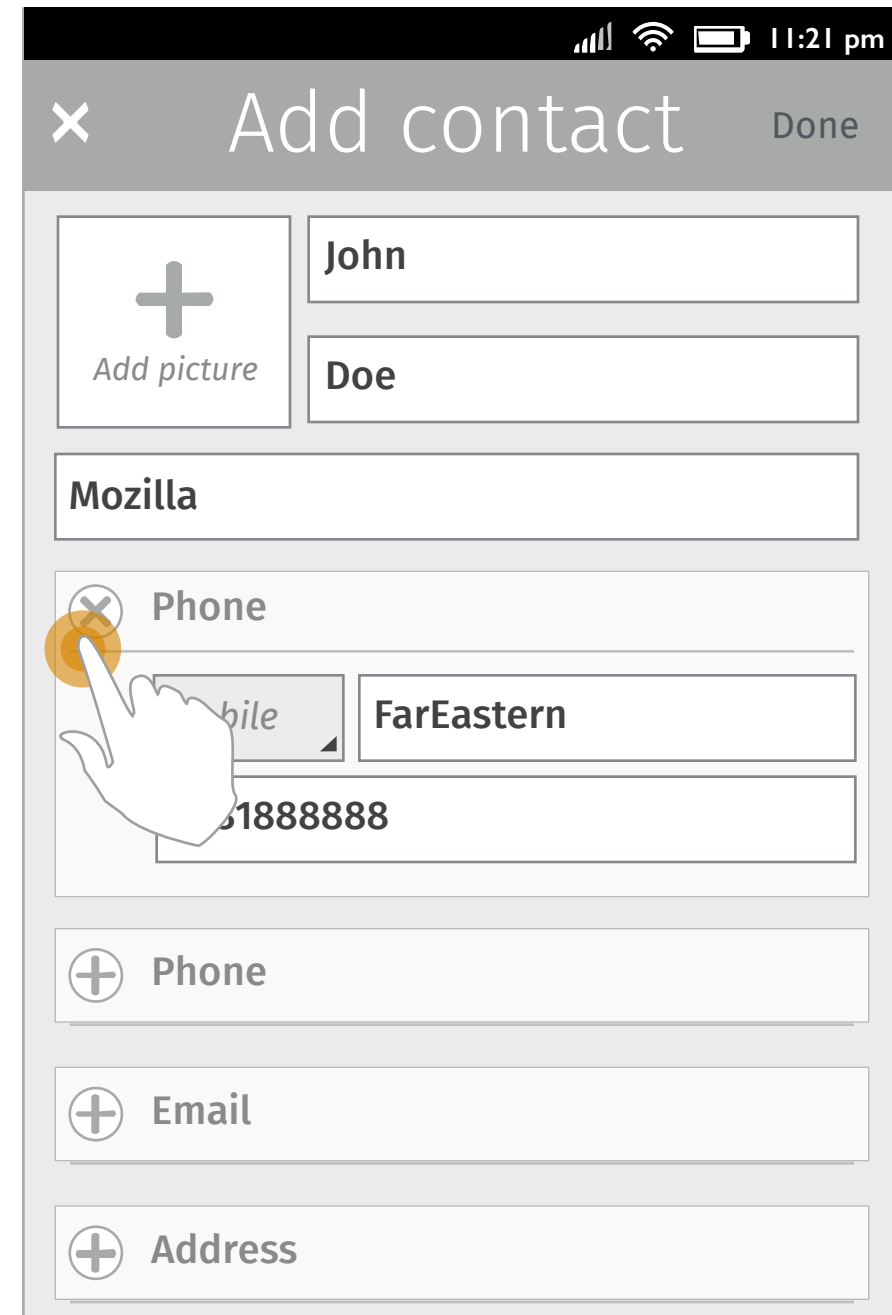 11:21 pm
Add contact
Done
John
Add picture
Doe
Mozilla
Phone
FarEastern
Phone
Email
Address